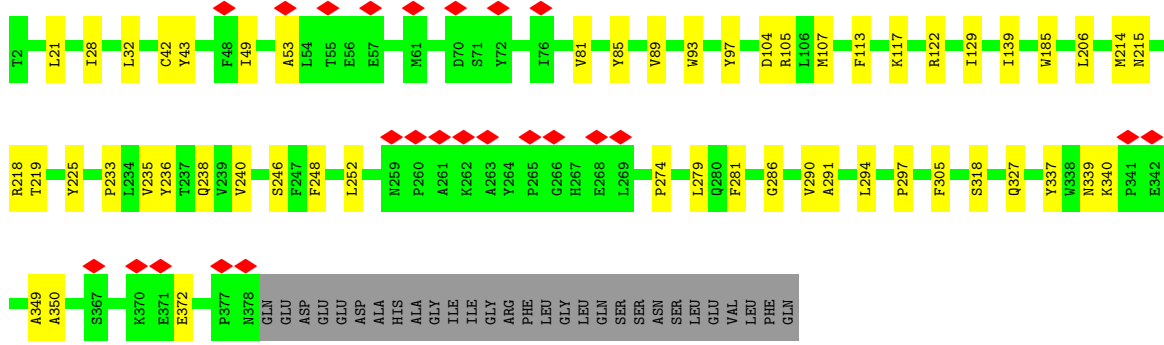 T2 L21 I28 L32 C42 Y43 F48 I49 A53 L54 T55 E56 E57 M61 D70 S71 Y72 I76 V81 Y85 V89 W93 Y97 D104 R105 L106 M107 F113 K117 R122 I129 I139 W185 L206 M214 N215
R218 T219 Y225 P233 L234 V235 Y236 T237 Q238 V239 V240 S246 F247 F248 L252 N259 P260 A261 K262 A263 Y264 P265 G266 H267 E268 L269 P274 L279 Q280 F281 G286 V290 A291 L294 P297 F305 S318 Q327 Y337 W338 N339 K340 P341 E342
A349 A350 S367 K370 E371 E372 P377 N378 GLN GLU ASP GLU GLU ASP ALA HIS ALA GLY ILE ILE GLY ARG PHE LEU GLY LEU GLN SER SER ASN SER LEU GLU VAL LEU PHE GLN